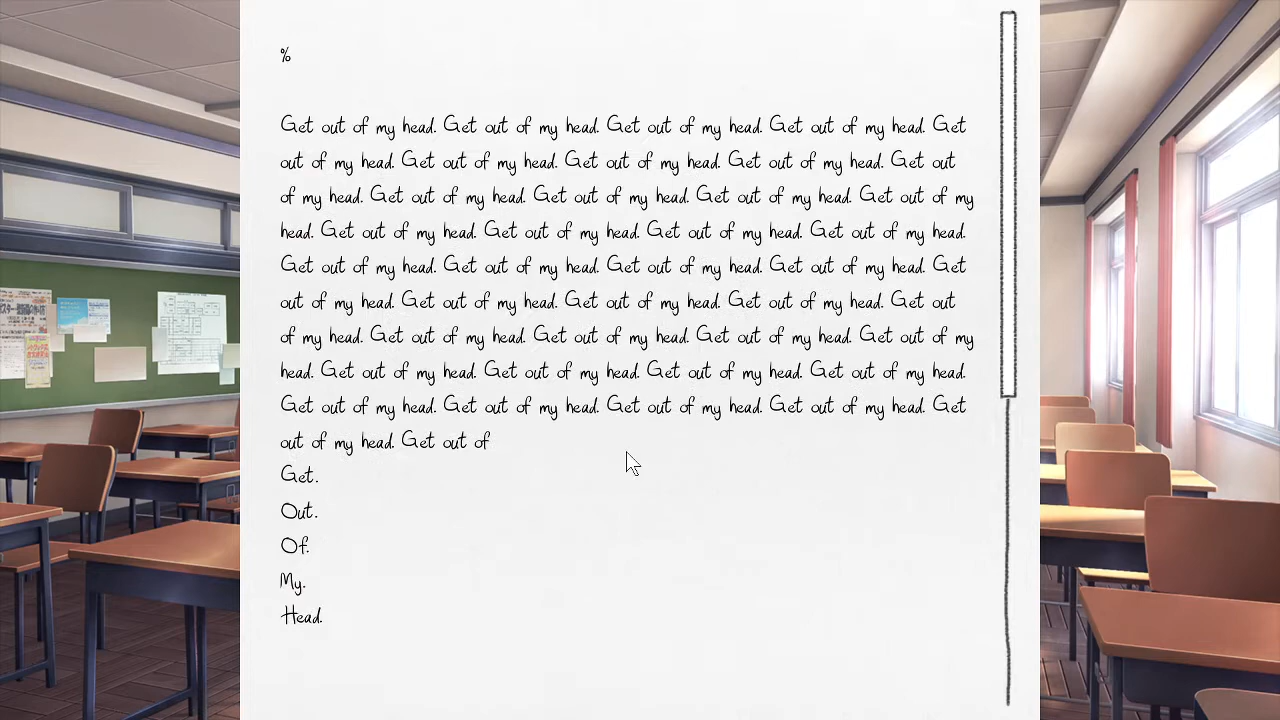 %
Get out of my head. Get out of my head. Get out of my head. Get out of my head. Get
out of my head. Get out of my head. Get out of my head. Get out of my head. Get out
of my head. Get out of my head. Get out of my head. Get out of my head. Get out of my
head. Get out of my head. Get out of my head. Get out of my head. Get out of my head.
Get out of my head. Get out of my head. Get out of my head. Get out of my head. Get
out of my head. Get out of my head. Get out of my head. Get out of my head. Get out
of my head. Get out of my head. Get out of my head. Get out of my head. Get out of my
head. Get out of my head. Get out of my head. Get out of my head. Get out of my head.
Get out of my head. Get out of my head. Get out of my head. Get out of my head. Get
out of my head. Get out of
Get.
Out.
Of.
My.
Head.